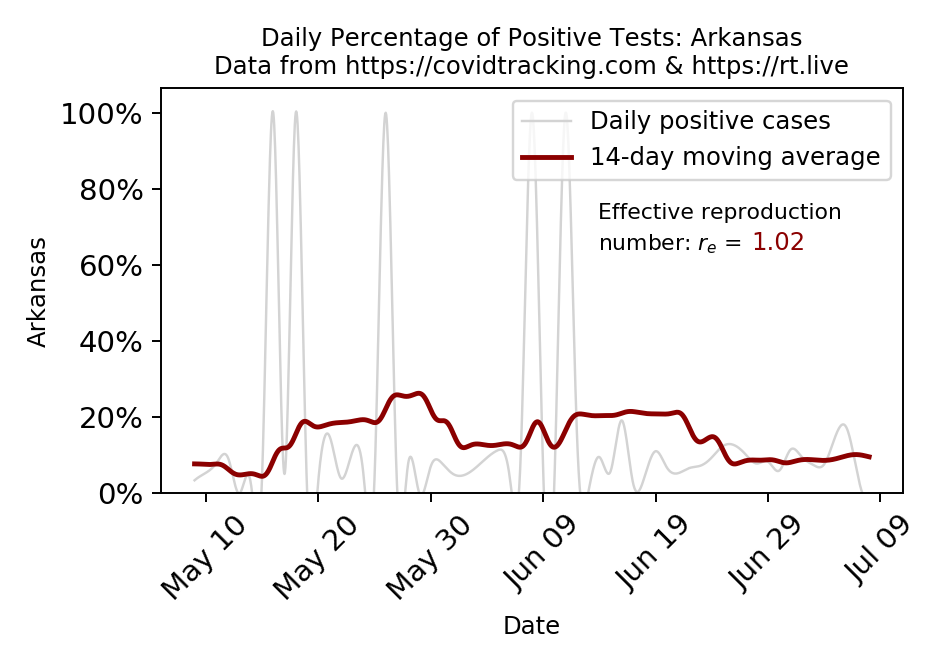 Daily Percentage of Positive Tests: Arkansas
Data from https://covidtracking.com & https://rt.live
100%
80%
60%
40%
20%
0%
Arkansas
Daily positive cases
14-day moving average
Effective reproduction
number: rₑ = 1.02
May 10
May 20
May 30
Jun 09
Jun 19
Jun 29
Jul 09
Date